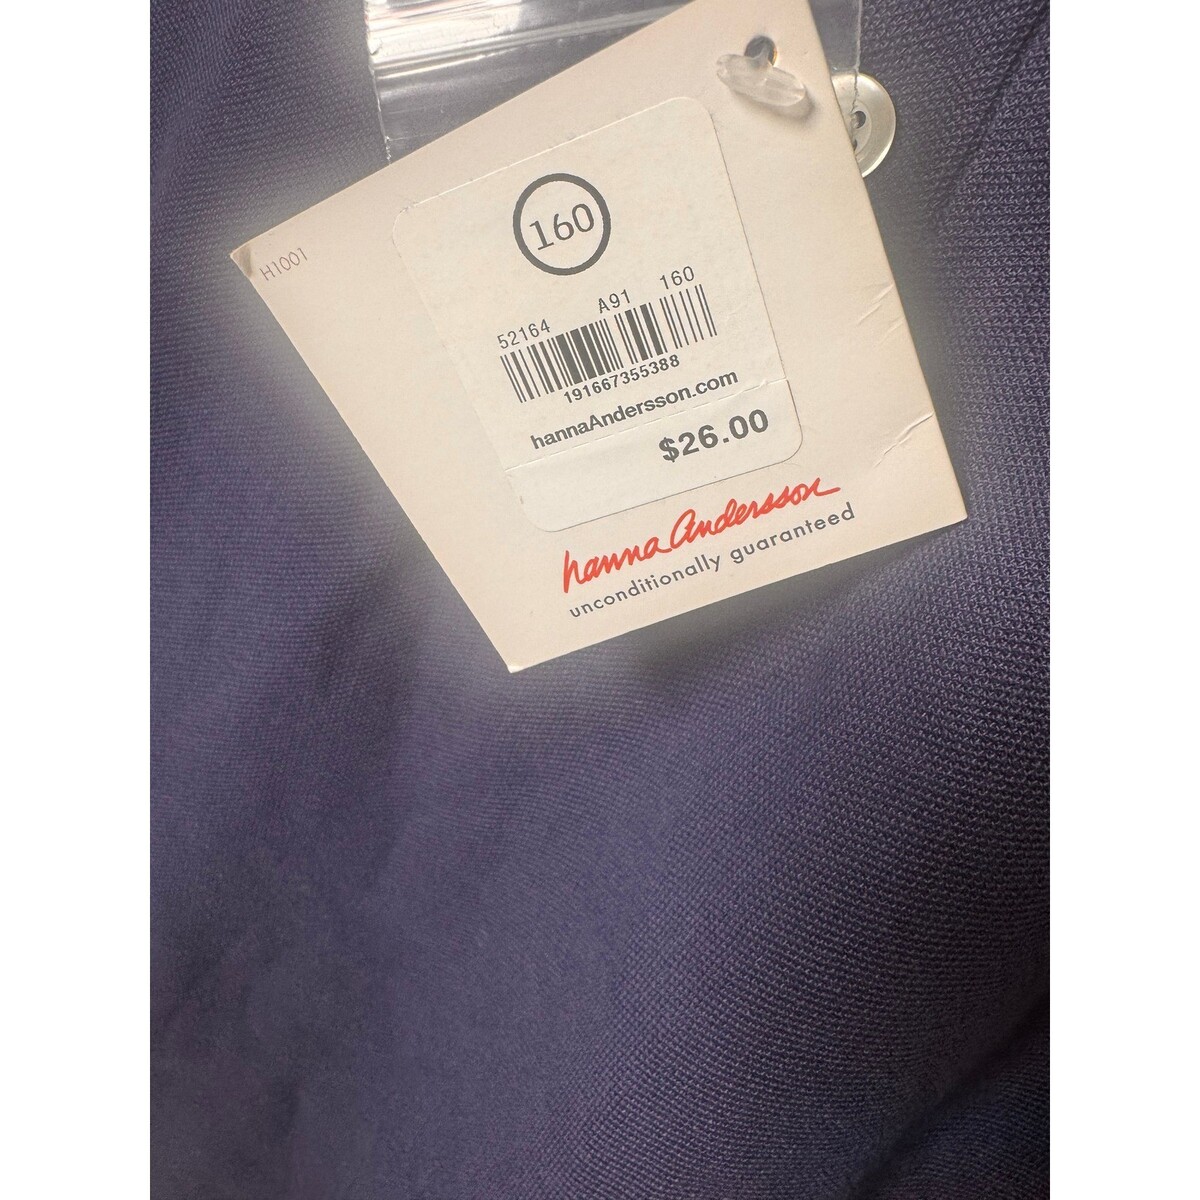 H1001
160
52164 A91 160
191667355388
hannaAndersson.com
$26.00
hanna Andersson
unconditionally guaranteed